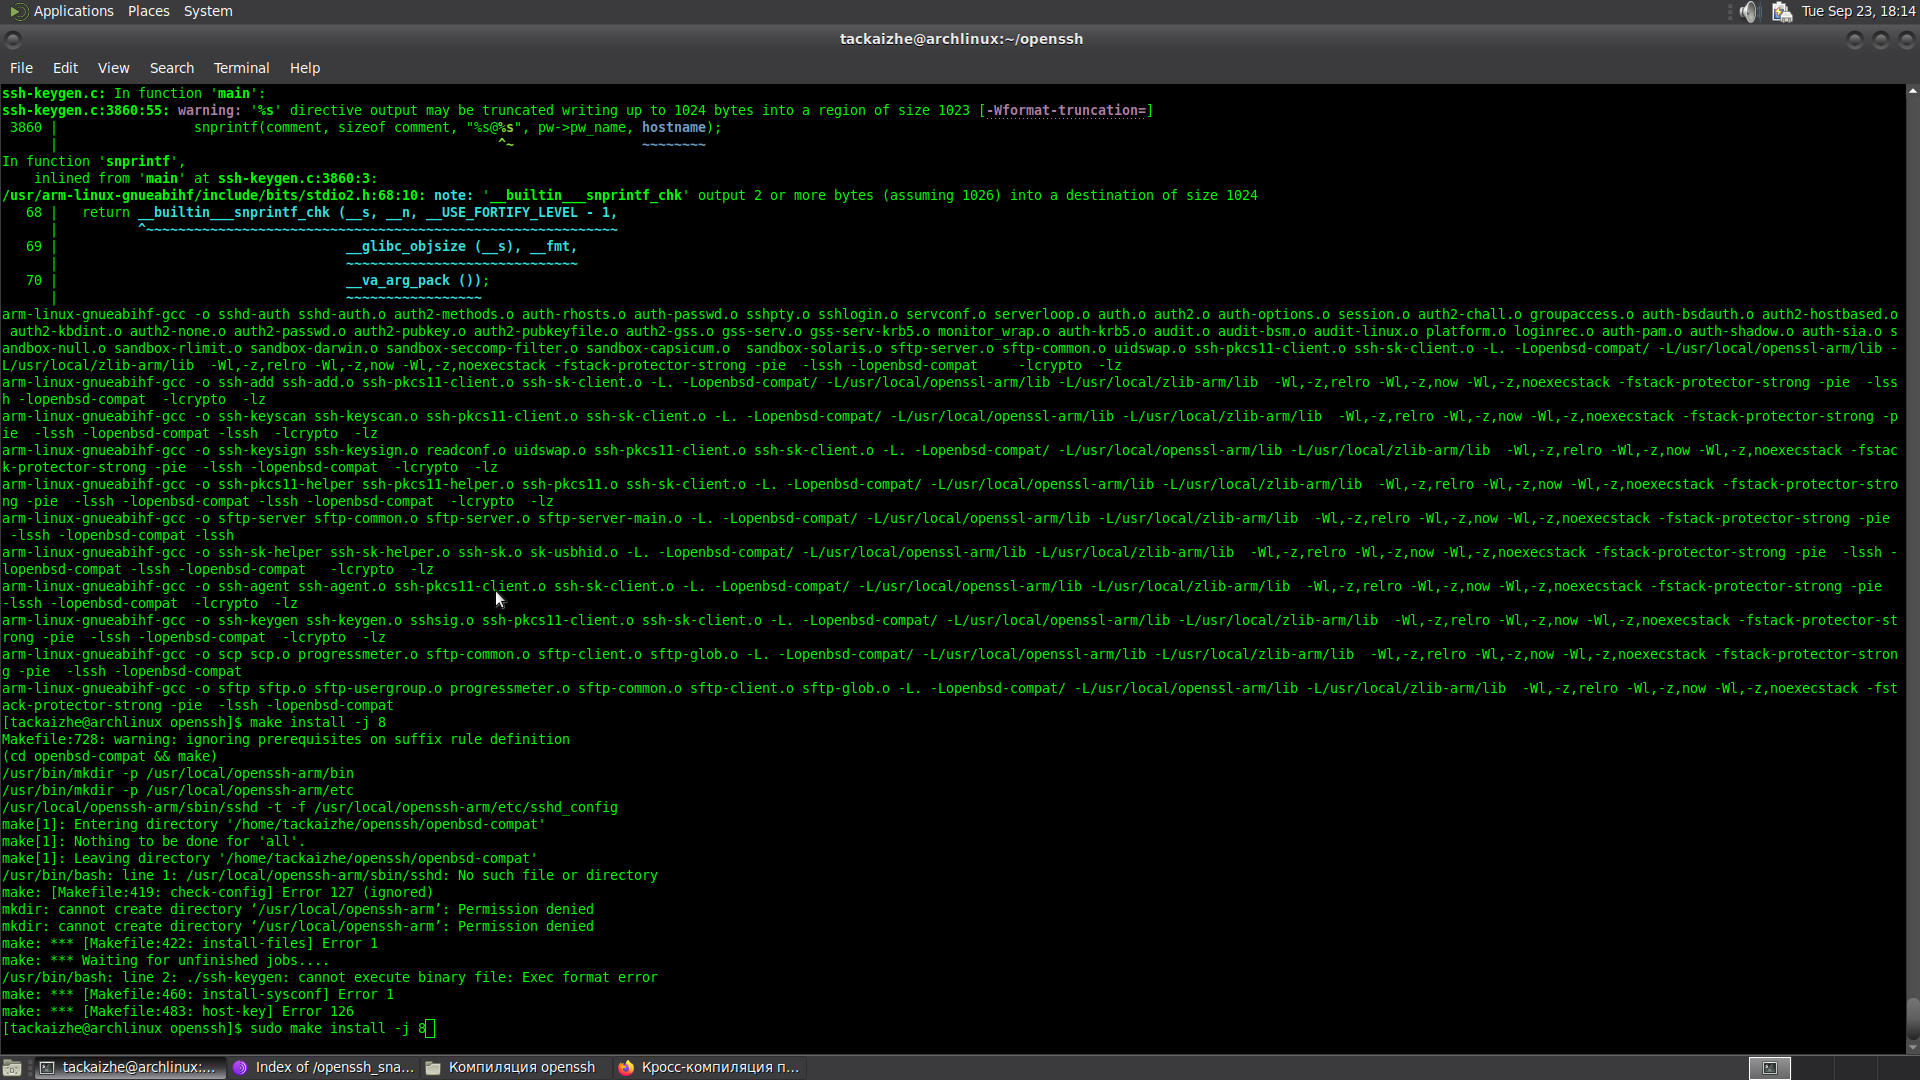 Applications Places System
Tue Sep 23, 18:14
tackaizhe@archlinux:~/openssh
File Edit View Search Terminal Help
ssh-keygen.c: In function 'main':
ssh-keygen.c:3860:55: warning: '%s' directive output may be truncated writing up to 1024 bytes into a region of size 1023 [-Wformat-truncation=]
 3860 |                 snprintf(comment, sizeof comment, "%s@%s", pw->pw_name, hostname);
      |                                                       ^~                ~~~~~~~~
In function 'snprintf',
    inlined from 'main' at ssh-keygen.c:3860:3:
/usr/arm-linux-gnueabihf/include/bits/stdio2.h:68:10: note: '__builtin___snprintf_chk' output 2 or more bytes (assuming 1026) into a destination of size 1024
   68 |   return __builtin___snprintf_chk (__s, __n, __USE_FORTIFY_LEVEL - 1,
      |          ^~~~~~~~~~~~~~~~~~~~~~~~~~~~~~~~~~~~~~~~~~~~~~~~~~~~~~~~~~~~
   69 |                                    __glibc_objsize (__s), __fmt,
      |                                    ~~~~~~~~~~~~~~~~~~~~~~~~~~~~~
   70 |                                    __va_arg_pack ());
      |                                    ~~~~~~~~~~~~~~~~~
arm-linux-gnueabihf-gcc -o sshd-auth sshd-auth.o auth2-methods.o auth-rhosts.o auth-passwd.o sshpty.o sshlogin.o servconf.o serverloop.o auth.o auth2.o auth-options.o session.o auth2-chall.o groupaccess.o auth-bsdauth.o auth2-hostbased.o
 auth2-kbdint.o auth2-none.o auth2-passwd.o auth2-pubkey.o auth2-pubkeyfile.o auth2-gss.o gss-serv.o gss-serv-krb5.o monitor_wrap.o auth-krb5.o audit.o audit-bsm.o audit-linux.o platform.o loginrec.o auth-pam.o auth-shadow.o auth-sia.o s
andbox-null.o sandbox-rlimit.o sandbox-darwin.o sandbox-seccomp-filter.o sandbox-capsicum.o  sandbox-solaris.o sftp-server.o sftp-common.o uidswap.o ssh-pkcs11-client.o ssh-sk-client.o -L. -Lopenbsd-compat/ -L/usr/local/openssl-arm/lib -
L/usr/local/zlib-arm/lib  -Wl,-z,relro -Wl,-z,now -Wl,-z,noexecstack -fstack-protector-strong -pie  -lssh -lopenbsd-compat     -lcrypto  -lz
arm-linux-gnueabihf-gcc -o ssh-add ssh-add.o ssh-pkcs11-client.o ssh-sk-client.o -L. -Lopenbsd-compat/ -L/usr/local/openssl-arm/lib -L/usr/local/zlib-arm/lib  -Wl,-z,relro -Wl,-z,now -Wl,-z,noexecstack -fstack-protector-strong -pie  -lss
h -lopenbsd-compat  -lcrypto  -lz
arm-linux-gnueabihf-gcc -o ssh-keyscan ssh-keyscan.o ssh-pkcs11-client.o ssh-sk-client.o -L. -Lopenbsd-compat/ -L/usr/local/openssl-arm/lib -L/usr/local/zlib-arm/lib  -Wl,-z,relro -Wl,-z,now -Wl,-z,noexecstack -fstack-protector-strong -p
ie  -lssh -lopenbsd-compat -lssh  -lcrypto  -lz
arm-linux-gnueabihf-gcc -o ssh-keysign ssh-keysign.o readconf.o uidswap.o ssh-pkcs11-client.o ssh-sk-client.o -L. -Lopenbsd-compat/ -L/usr/local/openssl-arm/lib -L/usr/local/zlib-arm/lib  -Wl,-z,relro -Wl,-z,now -Wl,-z,noexecstack -fstac
k-protector-strong -pie  -lssh -lopenbsd-compat  -lcrypto  -lz
arm-linux-gnueabihf-gcc -o ssh-pkcs11-helper ssh-pkcs11-helper.o ssh-pkcs11.o ssh-sk-client.o -L. -Lopenbsd-compat/ -L/usr/local/openssl-arm/lib -L/usr/local/zlib-arm/lib  -Wl,-z,relro -Wl,-z,now -Wl,-z,noexecstack -fstack-protector-stro
ng -pie  -lssh -lopenbsd-compat -lssh -lopenbsd-compat  -lcrypto  -lz
arm-linux-gnueabihf-gcc -o sftp-server sftp-common.o sftp-server.o sftp-server-main.o -L. -Lopenbsd-compat/ -L/usr/local/openssl-arm/lib -L/usr/local/zlib-arm/lib  -Wl,-z,relro -Wl,-z,now -Wl,-z,noexecstack -fstack-protector-strong -pie 
 -lssh -lopenbsd-compat -lssh
arm-linux-gnueabihf-gcc -o ssh-sk-helper ssh-sk-helper.o ssh-sk.o sk-usbhid.o -L. -Lopenbsd-compat/ -L/usr/local/openssl-arm/lib -L/usr/local/zlib-arm/lib  -Wl,-z,relro -Wl,-z,now -Wl,-z,noexecstack -fstack-protector-strong -pie  -lssh -
lopenbsd-compat -lssh -lopenbsd-compat   -lcrypto  -lz
arm-linux-gnueabihf-gcc -o ssh-agent ssh-agent.o ssh-pkcs11-client.o ssh-sk-client.o -L. -Lopenbsd-compat/ -L/usr/local/openssl-arm/lib -L/usr/local/zlib-arm/lib  -Wl,-z,relro -Wl,-z,now -Wl,-z,noexecstack -fstack-protector-strong -pie  
-lssh -lopenbsd-compat  -lcrypto  -lz
arm-linux-gnueabihf-gcc -o ssh-keygen ssh-keygen.o sshsig.o ssh-pkcs11-client.o ssh-sk-client.o -L. -Lopenbsd-compat/ -L/usr/local/openssl-arm/lib -L/usr/local/zlib-arm/lib  -Wl,-z,relro -Wl,-z,now -Wl,-z,noexecstack -fstack-protector-st
rong -pie  -lssh -lopenbsd-compat  -lcrypto  -lz
arm-linux-gnueabihf-gcc -o scp scp.o progressmeter.o sftp-common.o sftp-client.o sftp-glob.o -L. -Lopenbsd-compat/ -L/usr/local/openssl-arm/lib -L/usr/local/zlib-arm/lib  -Wl,-z,relro -Wl,-z,now -Wl,-z,noexecstack -fstack-protector-stron
g -pie  -lssh -lopenbsd-compat
arm-linux-gnueabihf-gcc -o sftp sftp.o sftp-usergroup.o progressmeter.o sftp-common.o sftp-client.o sftp-glob.o -L. -Lopenbsd-compat/ -L/usr/local/openssl-arm/lib -L/usr/local/zlib-arm/lib  -Wl,-z,relro -Wl,-z,now -Wl,-z,noexecstack -fst
ack-protector-strong -pie  -lssh -lopenbsd-compat
[tackaizhe@archlinux openssh]$ make install -j 8
Makefile:728: warning: ignoring prerequisites on suffix rule definition
(cd openbsd-compat && make)
/usr/bin/mkdir -p /usr/local/openssh-arm/bin
/usr/bin/mkdir -p /usr/local/openssh-arm/etc
/usr/local/openssh-arm/sbin/sshd -t -f /usr/local/openssh-arm/etc/sshd_config
make[1]: Entering directory '/home/tackaizhe/openssh/openbsd-compat'
make[1]: Nothing to be done for 'all'.
make[1]: Leaving directory '/home/tackaizhe/openssh/openbsd-compat'
/usr/bin/bash: line 1: /usr/local/openssh-arm/sbin/sshd: No such file or directory
make: [Makefile:419: check-config] Error 127 (ignored)
mkdir: cannot create directory ‘/usr/local/openssh-arm’: Permission denied
mkdir: cannot create directory ‘/usr/local/openssh-arm’: Permission denied
make: *** [Makefile:422: install-files] Error 1
make: *** Waiting for unfinished jobs....
/usr/bin/bash: line 2: ./ssh-keygen: cannot execute binary file: Exec format error
make: *** [Makefile:460: install-sysconf] Error 1
make: *** [Makefile:483: host-key] Error 126
[tackaizhe@archlinux openssh]$ sudo make install -j 8
tackaizhe@archlinux:... Index of /openssh_sna... Компиляция openssh Кросс-компиляция п...